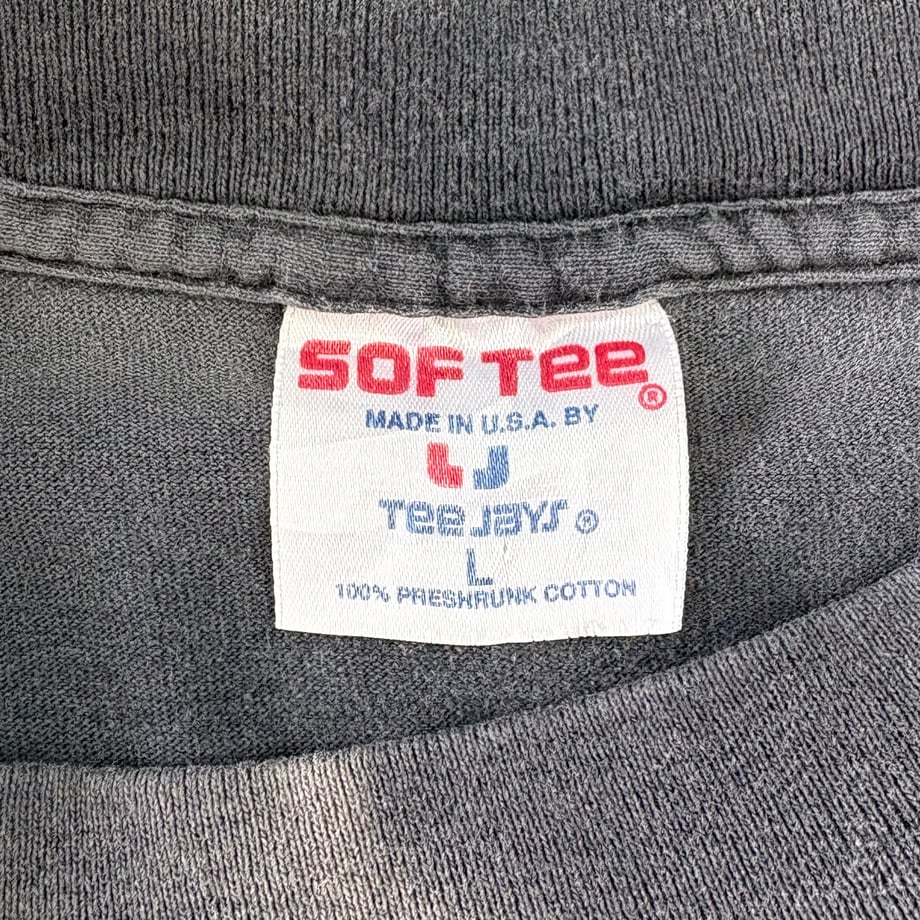 SOF TEE ®
MADE IN U.S.A. BY
TEE JAYS ®
L
100% PRESHRUNK COTTON